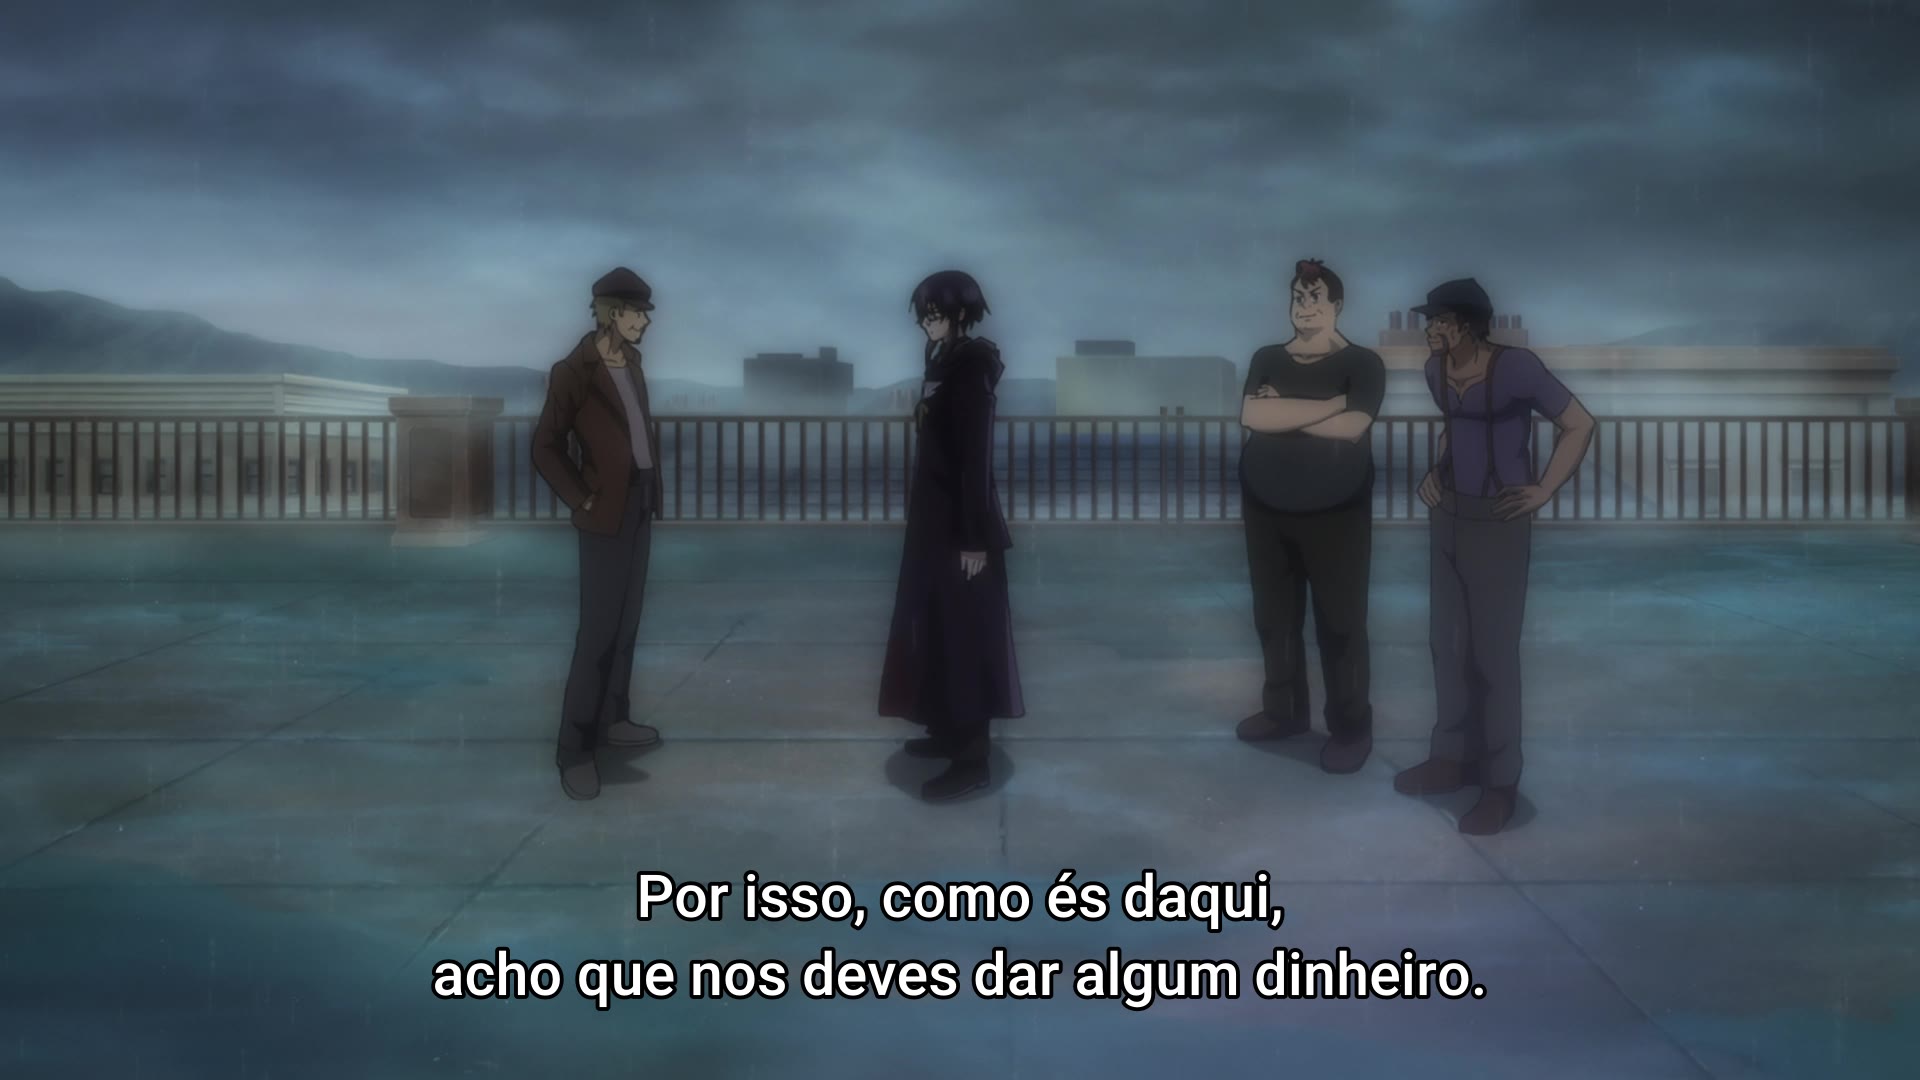 Por isso, como és daqui,
acho que nos deves dar algum dinheiro.